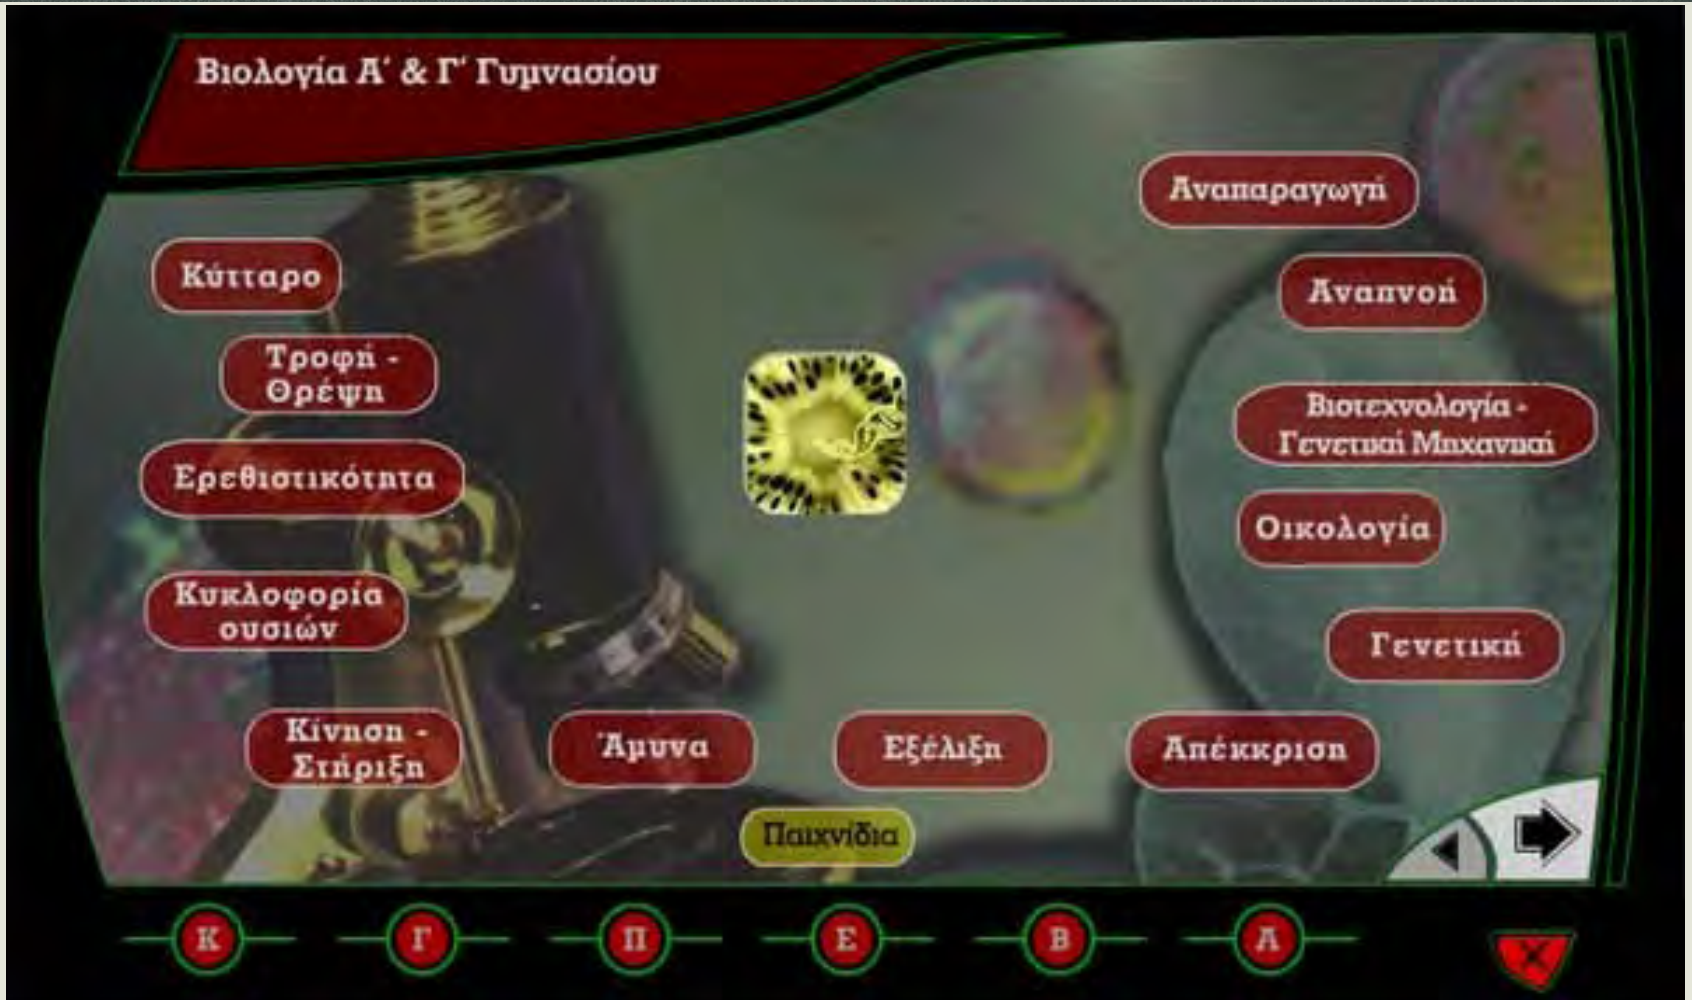 Βιολογία Α΄ & Γ΄ Γυμνασίου
Αναπαραγωγή
Κύτταρο
Αναπνοή
Τροφή -
Θρέψη
Βιοτεχνολογία -
Γενετική Μηχανική
Ερεθιστικότητα
Οικολογία
Κυκλοφορία
ουσιών
Γενετική
Κίνηση -
Στήριξη
Άμυνα
Εξέλιξη
Απέκκριση
Παιχνίδια
Κ
Γ
Π
Ε
Β
Λ